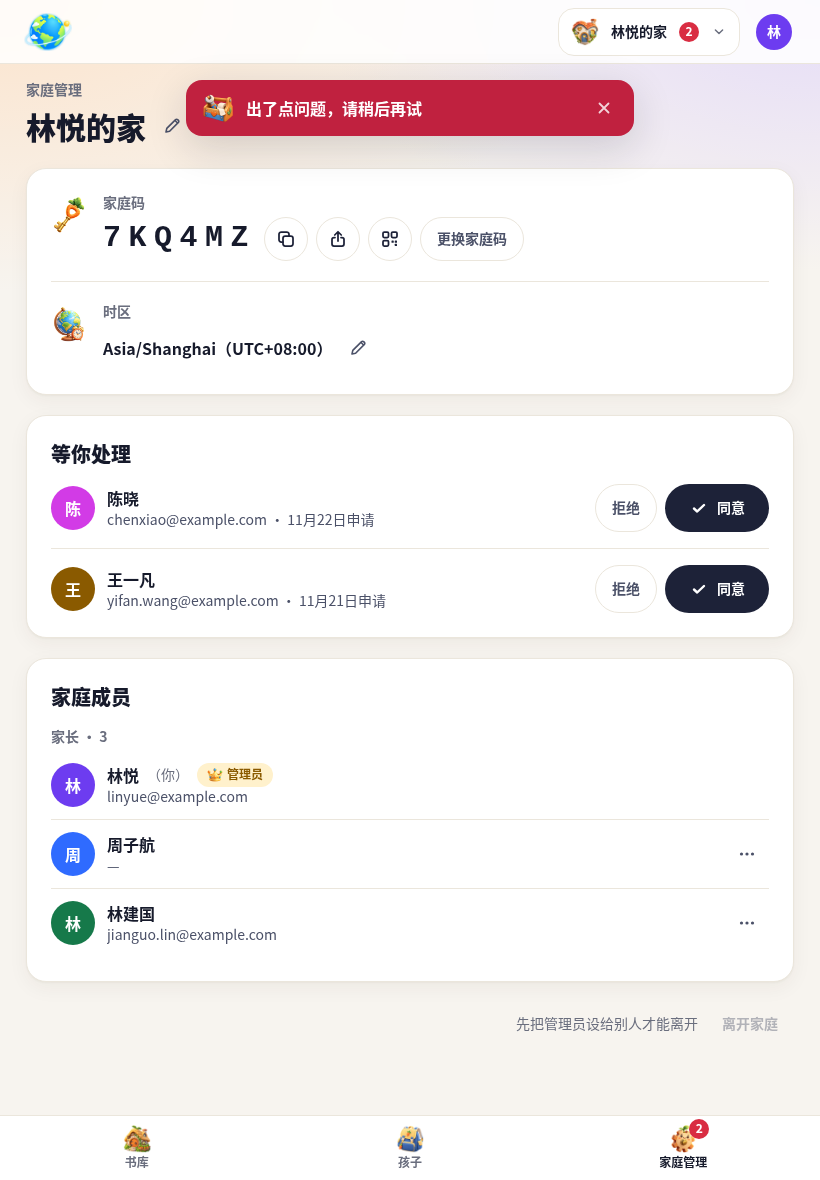 林悦的家 2 林
家庭管理
林悦的家
出了点问题，请稍后再试
家庭码
7KQ4MZ 更换家庭码
时区
Asia/Shanghai（UTC+08:00）
等你处理
陈 陈晓
chenxiao@example.com · 11月22日申请
拒绝 同意
王 王一凡
yifan.wang@example.com · 11月21日申请
拒绝 同意
家庭成员
家长 · 3
林 林悦 （你） 管理员
linyue@example.com
周 周子航
—
林 林建国
jianguo.lin@example.com
先把管理员设给别人才能离开 离开家庭
书库 孩子 家庭管理 2